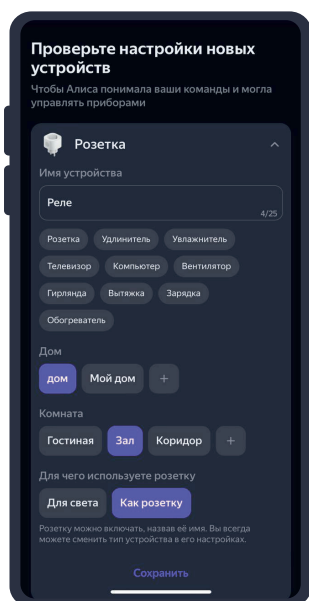 Проверьте настройки новых
устройств
Чтобы Алиса понимала ваши команды и могла
управлять приборами
Розетка
Имя устройства
Реле
4/25
Розетка Удлинитель Увлажнитель
Телевизор Компьютер Вентилятор
Гирлянда Вытяжка Зарядка
Обогреватель
Дом
дом Мой дом +
Комната
Гостиная Зал Коридор +
Для чего используете розетку
Для света Как розетку
Розетку можно включать, назвав её имя. Вы всегда
можете сменить тип устройства в его настройках.
Сохранить